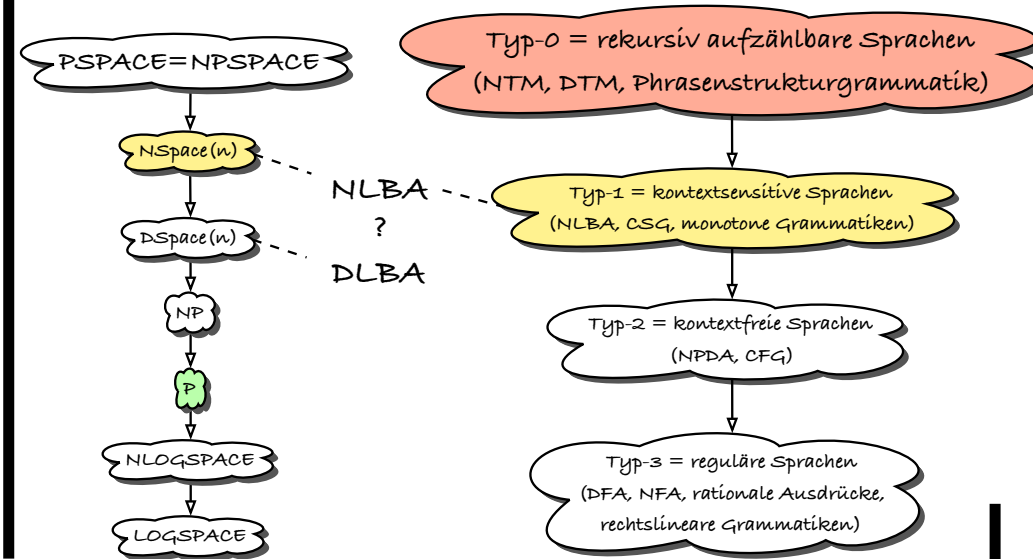 PSPACE=NPSPACE
NSpace(n)
DSpace(n)
NP
P
NLOGSPACE
LOGSPACE
NLBA
?
DLBA
Typ-0 = rekursiv aufzählbare Sprachen
(NTM, DTM, Phrasenstrukturgrammatik)
Typ-1 = kontextsensitive Sprachen
(NLBA, CSG, monotone Grammatiken)
Typ-2 = kontextfreie Sprachen
(NPDA, CFG)
Typ-3 = reguläre Sprachen
(DFA, NFA, rationale Ausdrücke,
rechtslineare Grammatiken)